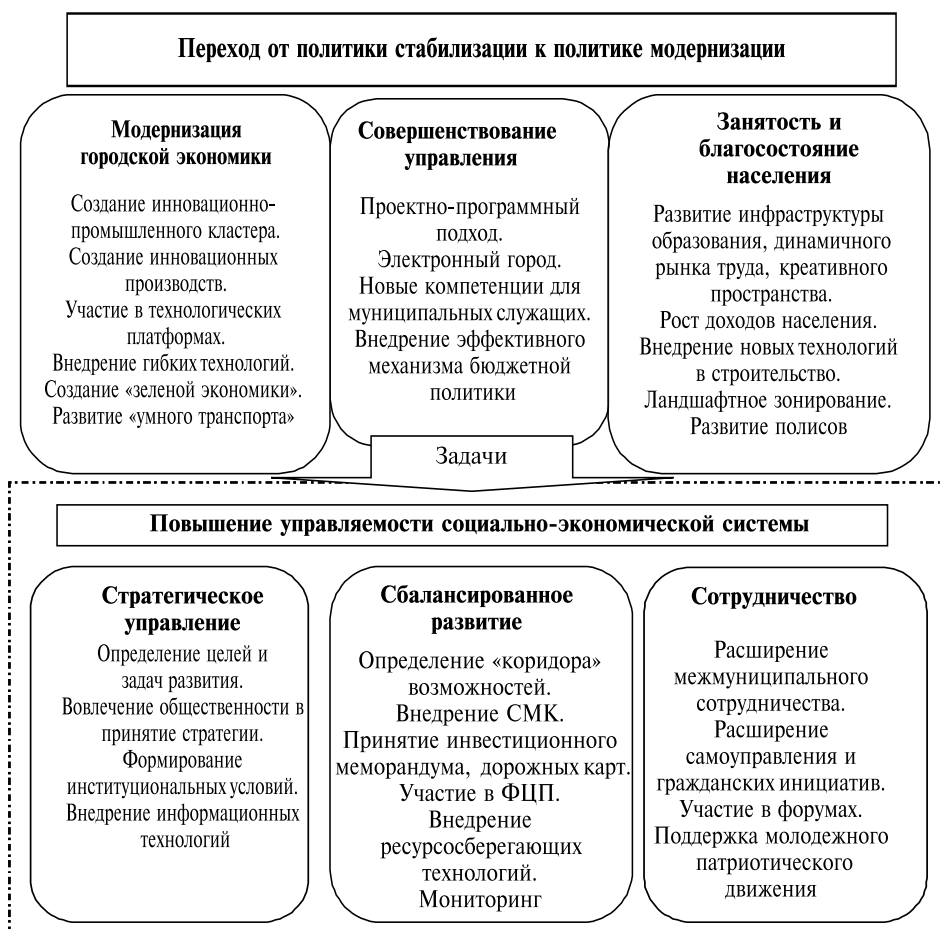 Переход от политики стабилизации к политике модернизации
Модернизация
городской экономики
Создание инновационно-
промышленного кластера.
Создание инновационных
производств.
Участие в технологических
платформах.
Внедрение гибких технологий.
Создание «зеленой экономики».
Развитие «умного транспорта»
Совершенствование
управления
Проектно-программный
подход.
Электронный город.
Новые компетенции для
муниципальных служащих.
Внедрение эффективного
механизма бюджетной
политики
Занятость и
благосостояние
населения
Развитие инфраструктуры
образования, динамичного
рынка труда, креативного
пространства.
Рост доходов населения.
Внедрение новых технологий
в строительство.
Ландшафтное зонирование.
Развитие полисов
Задачи
Повышение управляемости социально-экономической системы
Стратегическое
управление
Определение целей и
задач развития.
Вовлечение общественности в
принятие стратегии.
Формирование
институциональных условий.
Внедрение информационных
технологий
Сбалансированное
развитие
Определение «коридора»
возможностей.
Внедрение СМК.
Принятие инвестиционного
меморандума, дорожных карт.
Участие в ФЦП.
Внедрение
ресурсосберегающих
технологий.
Мониторинг
Сотрудничество
Расширение
межмуниципального
сотрудничества.
Расширение
самоуправления и
гражданских инициатив.
Участие в форумах.
Поддержка молодежного
патриотического
движения